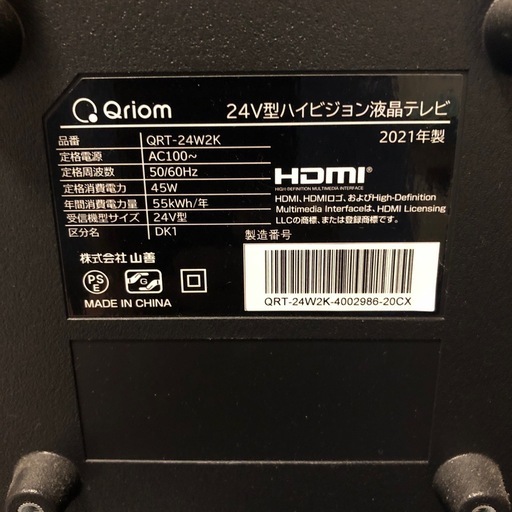 Qriom
24V型ハイビジョン液晶テレビ
2021年製
品番 QRT-24W2K
定格電源 AC100~
定格周波数 50/60Hz
定格消費電力 45W
年間消費電力量 55kWh/年
受信機型サイズ 24V型
区分名 DK1
HDMI®
HIGH-DEFINITION MULTIMEDIA INTERFACE
HDMI、HDMIロゴ、およびHigh-Definition
Multimedia Interfaceは、HDMI Licensing
LLCの商標、または登録商標です。
株式会社 山善
PS
E
G
MADE IN CHINA
製造番号
QRT-24W2K-4002986-20CX